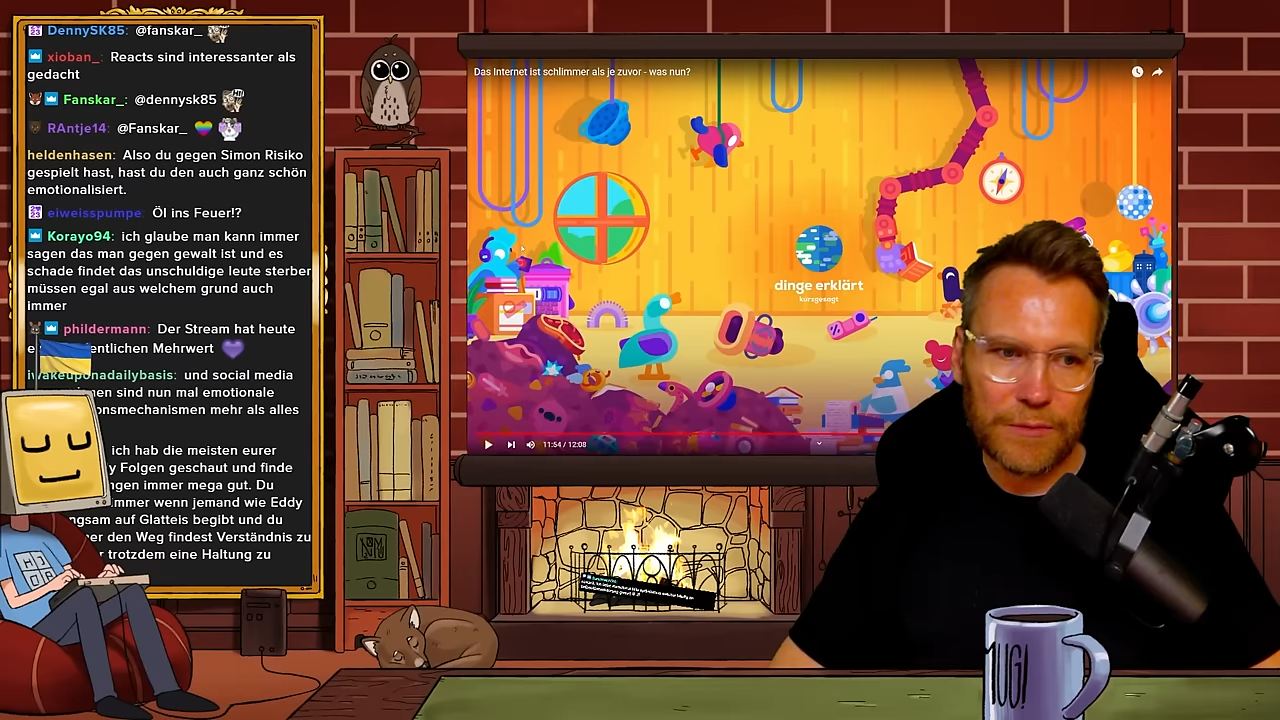 DennySK85: @fanskar_
xioban_: Reacts sind interessanter als
gedacht
Fanskar_: @dennysk85
RAntje14: @Fanskar_
heldenhasen: Also du gegen Simon Risiko
gespielt hast, hast du den auch ganz schön
emotionalisiert.
eiweisspumpe: Öl ins Feuer!?
Korayo94: ich glaube man kann immer
sagen das man gegen gewalt ist und es
schade findet das unschuldige leute sterben
müssen egal aus welchem grund auch
immer
phildermann: Der Stream hat heute
entlichen Mehrwert
iwakeuponadailybasis: und social media
sind nun mal emotionale
onsmechanismen mehr als alles
ich hab die meisten eurer
y Folgen geschaut und finde
ngen immer mega gut. Du
Immer wenn jemand wie Eddy
ngsam auf Glatteis begibt und du
er den Weg findest Verständnis zu
r trotzdem eine Haltung zu
Das Internet ist schlimmer als je zuvor - was nun?
dinge erklärt
kurzgesagt
11:54 / 12:08
MUG!